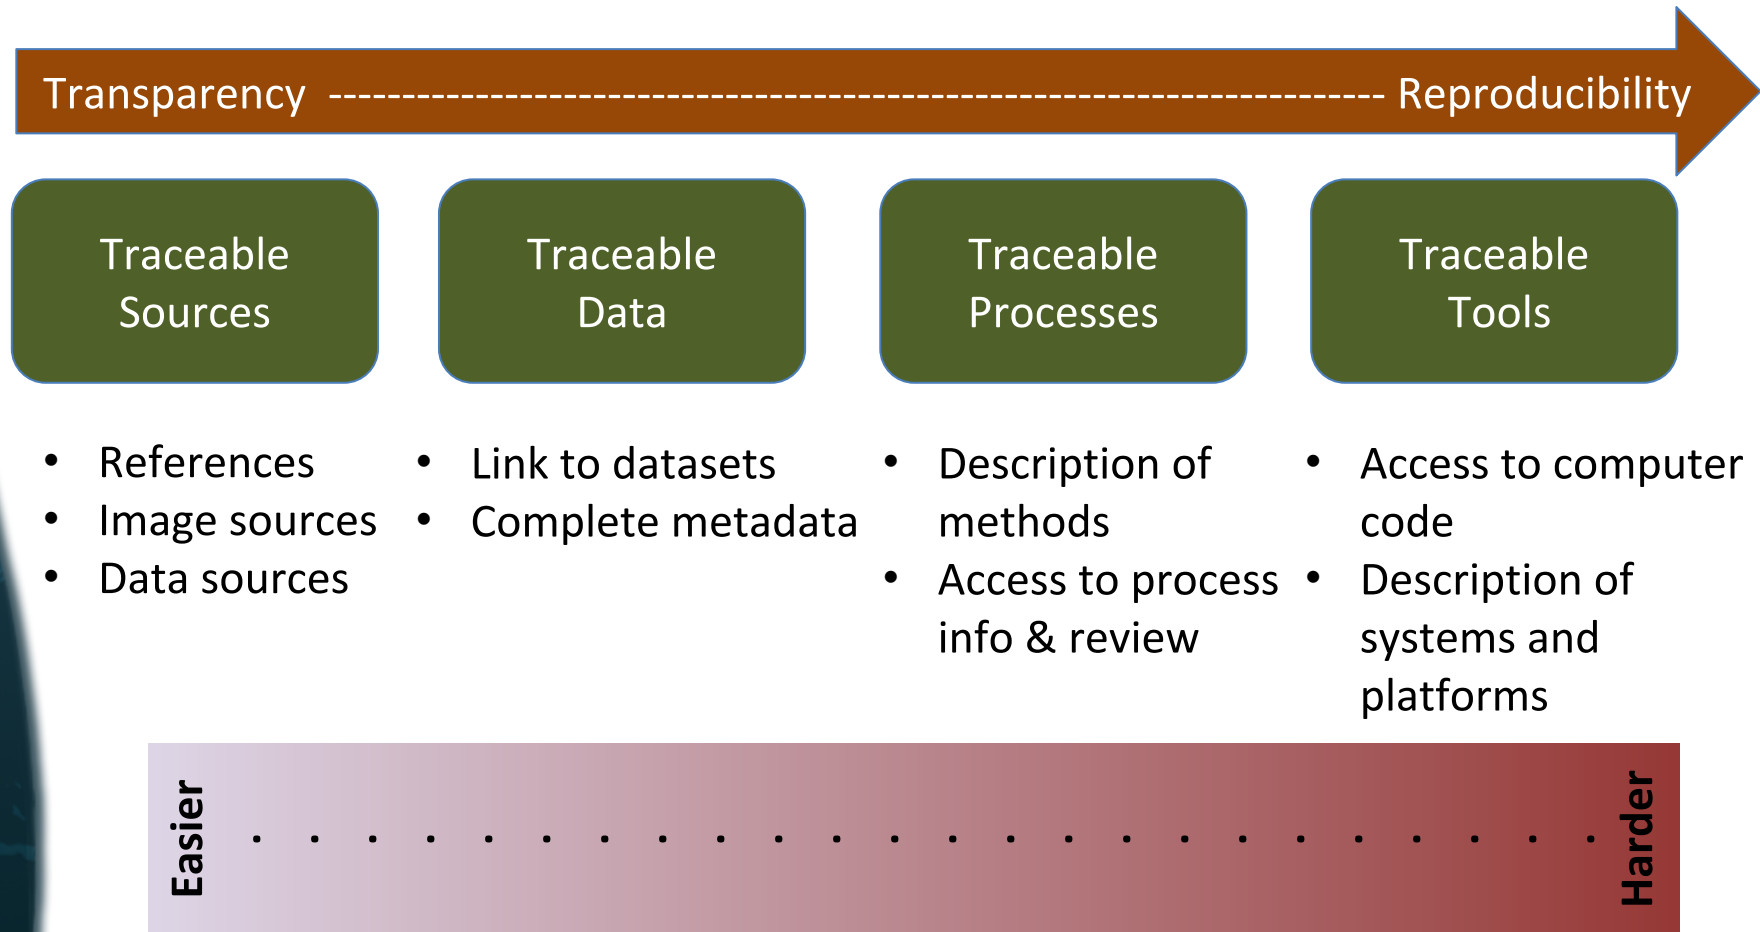 Transparency ------------------------------------------------------------------------ Reproducibility
Traceable
Sources
Traceable
Data
Traceable
Processes
Traceable
Tools
• References
• Image sources
• Data sources
• Link to datasets
• Complete metadata
• Description of
methods
• Access to process
info & review
• Access to computer
code
• Description of
systems and
platforms
Easier . . . . . . . . . . . . . . . . . . . . . . . . Harder